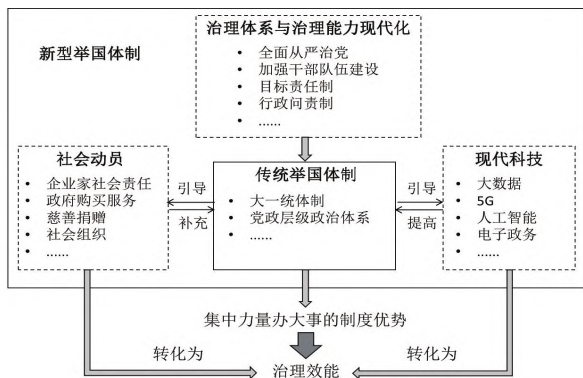 治理体系与治理能力现代化
新型举国体制
• 全面从严治党
• 加强干部队伍建设
• 目标责任制
• 行政问责制
• ......
社会动员
• 企业家社会责任
• 政府购买服务
• 慈善捐赠
• 社会组织
• ......
引导
补充
传统举国体制
• 大一统体制
• 党政层级政治体系
• ......
引导
提高
现代科技
• 大数据
• 5G
• 人工智能
• 电子政务
• ......
集中力量办大事的制度优势
转化为
转化为
治理效能